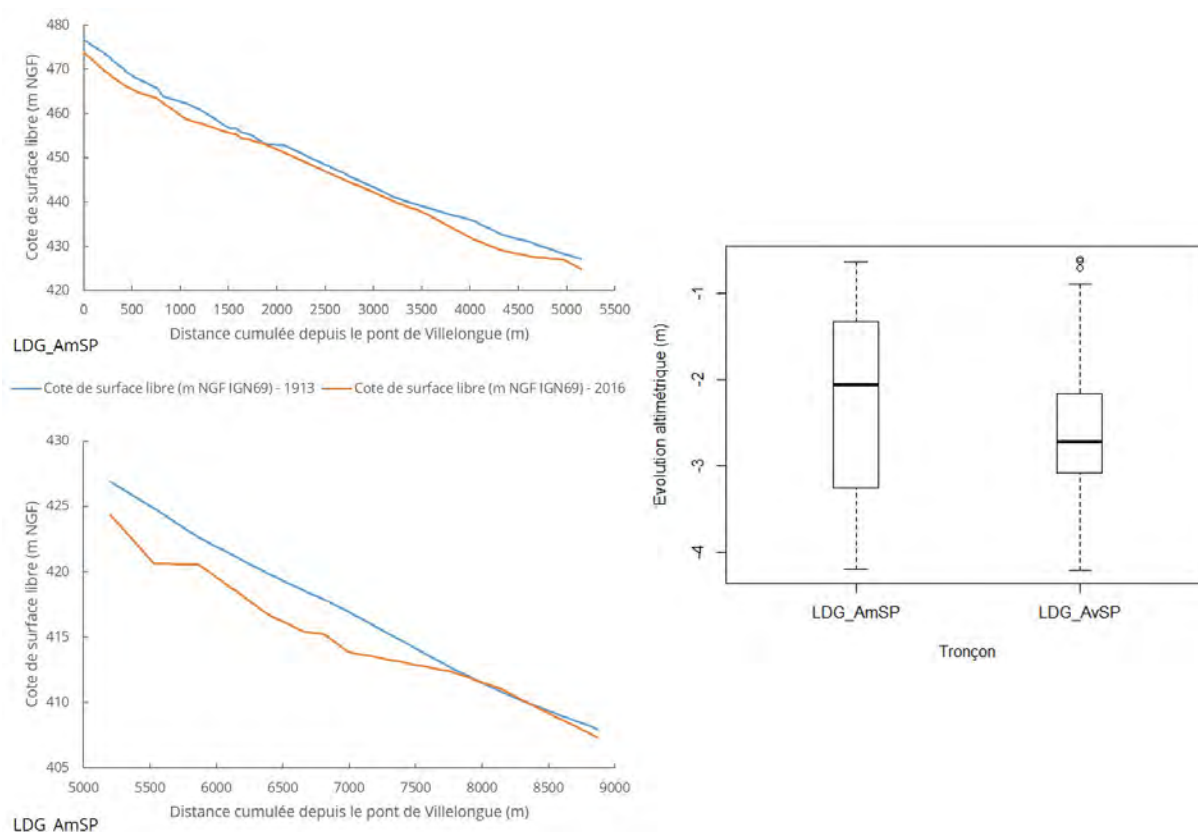 480
470
460
450
440
430
420
Cote de surface libre (m NGF)
0 500 1000 1500 2000 2500 3000 3500 4000 4500 5000 5500
Distance cumulée depuis le pont de Villelongue (m)
LDG_AmSP
Cote de surface libre (m NGF IGN69) - 1913 Cote de surface libre (m NGF IGN69) - 2016
430
425
420
415
410
405
Cote de surface libre (m NGF)
5000 5500 6000 6500 7000 7500 8000 8500 9000
Distance cumulée depuis le pont de Villelongue (m)
LDG_AmSP
Evolution altimétrique (m)
-1
-2
-3
-4
LDG_AmSP LDG_AvSP
Tronçon